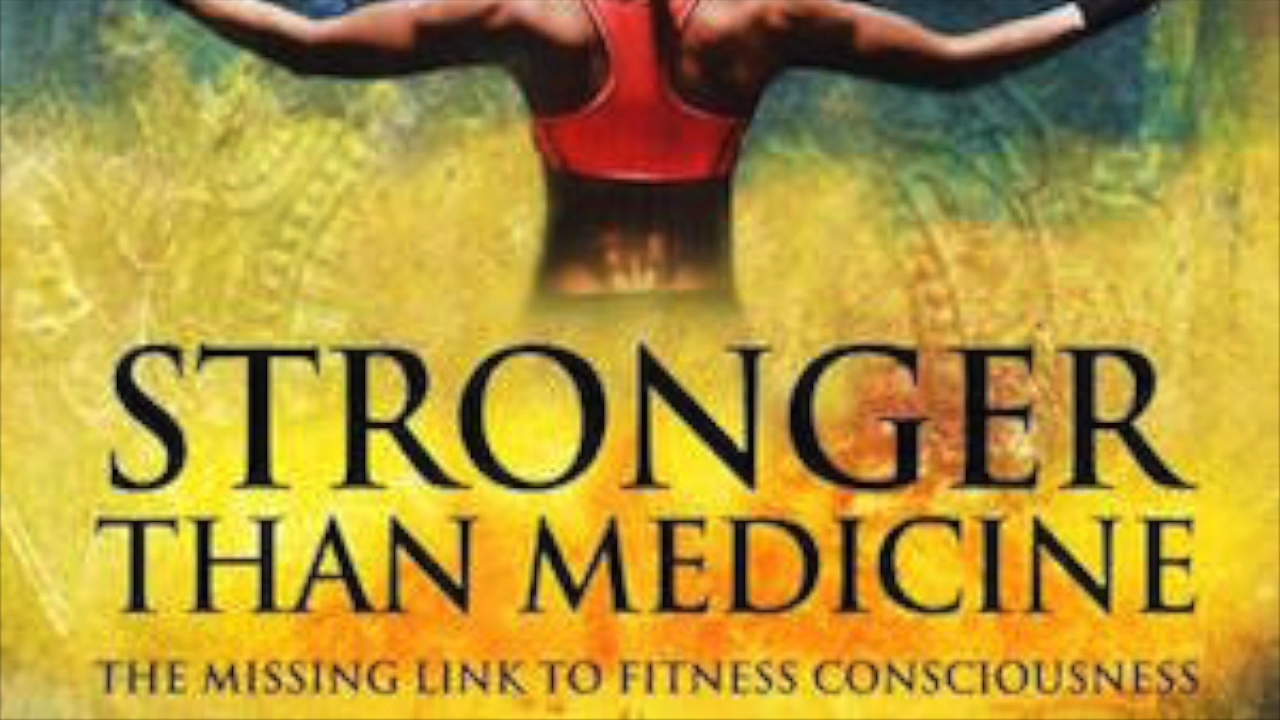 STRONGER
THAN MEDICINE
THE MISSING LINK TO FITNESS CONSCIOUSNESS